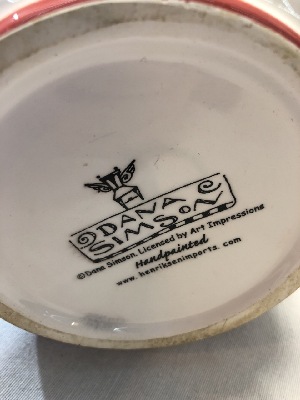 DANA
SIMSON
©Dana Simson. Licensed by Art Impressions
Handpainted
www.henriksenimports.com